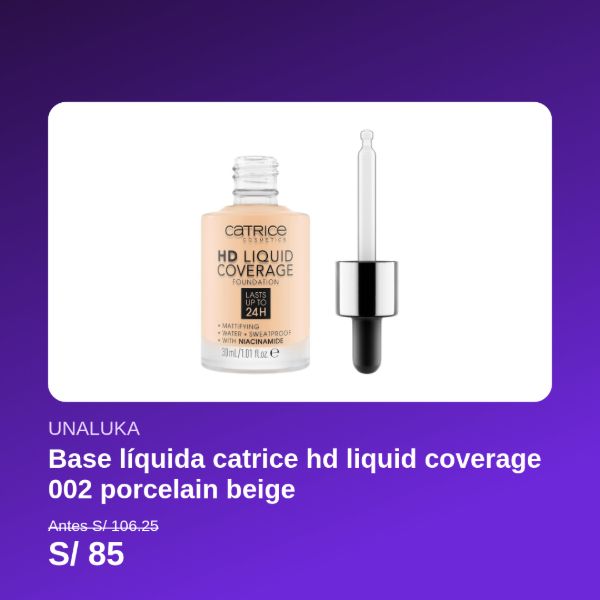 CATRICE
COSMETICS
HD LIQUID
COVERAGE
FOUNDATION
LASTS
UP TO
24H
• MATTIFYING
• WATER + SWEATPROOF
• WITH NIACINAMIDE
30mL/1.01 fl.oz.℮
UNALUKA
Base líquida catrice hd liquid coverage
002 porcelain beige
Antes S/ 106.25
S/ 85